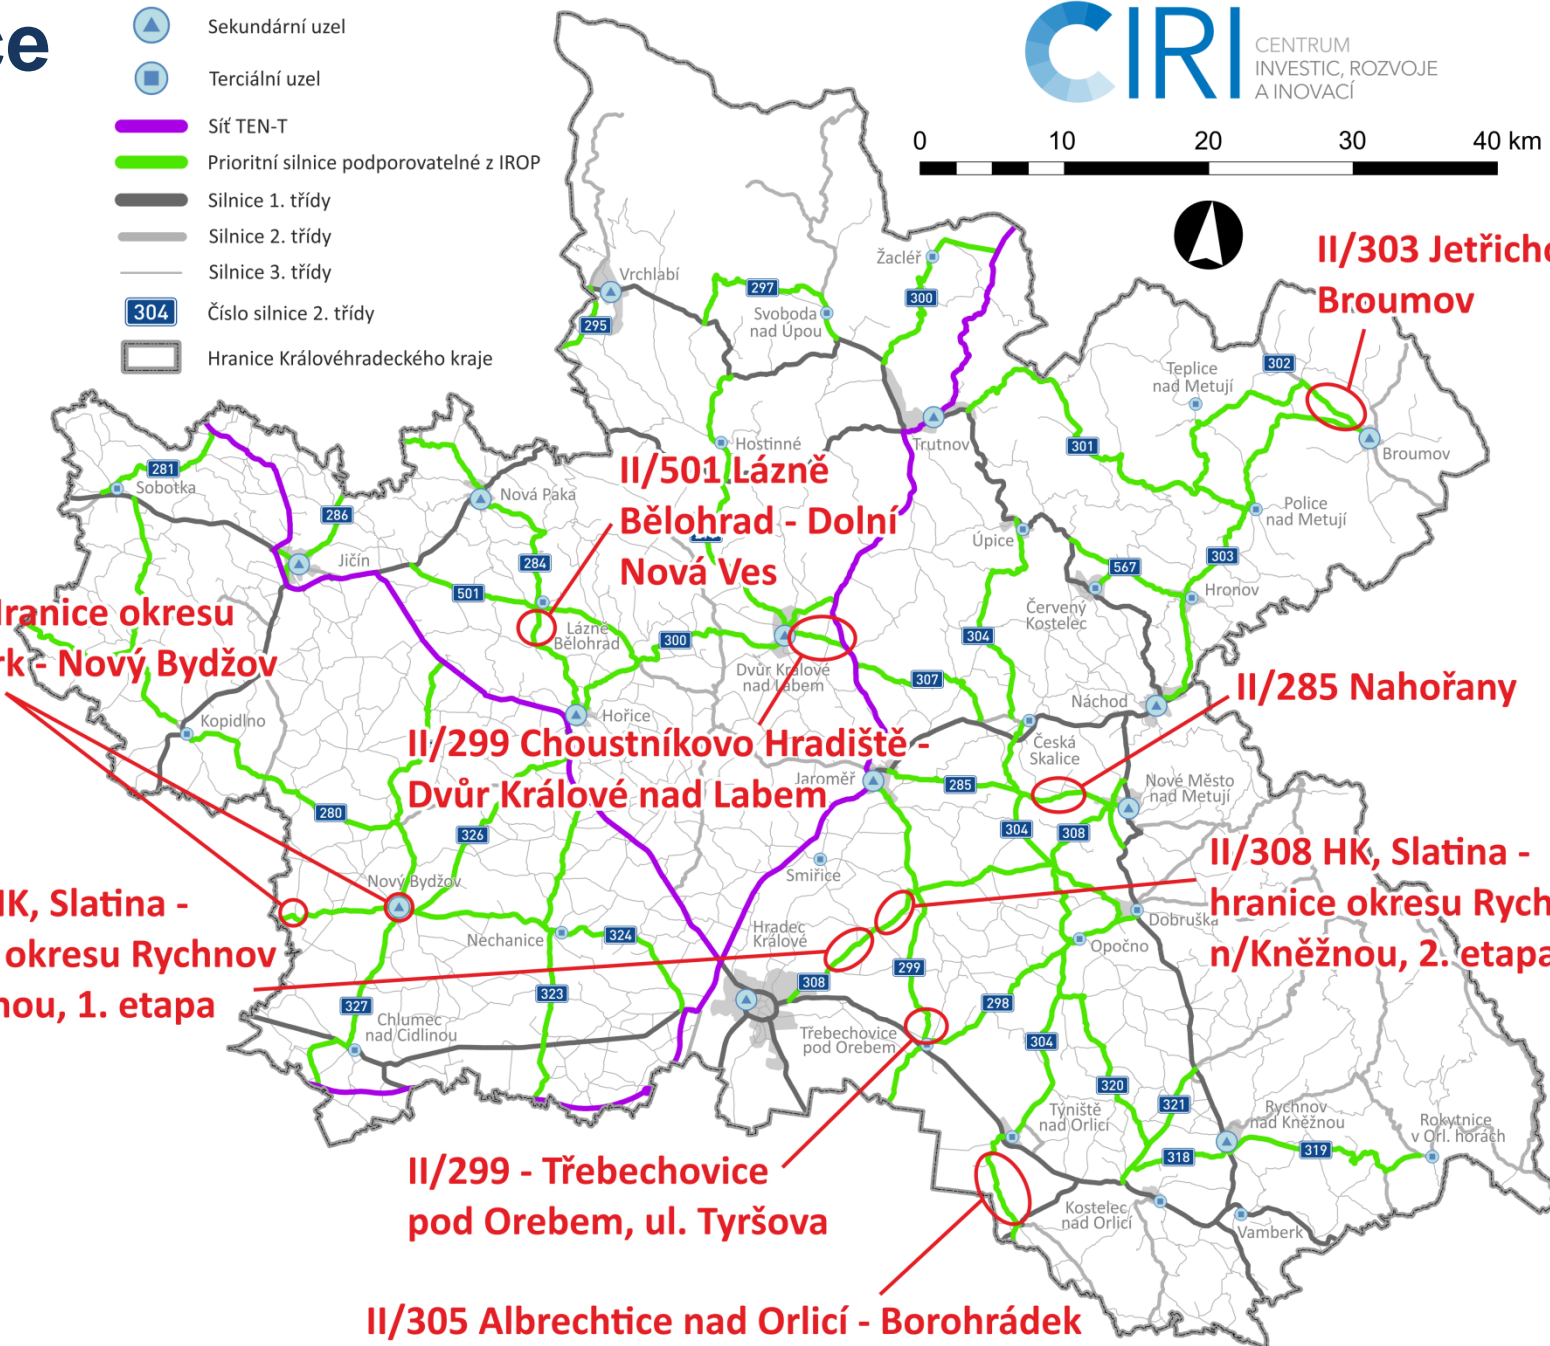 ce
Sekundární uzel
Terciální uzel
Síť TEN-T
Prioritní silnice podporovatelné z IROP
Silnice 1. třídy
Silnice 2. třídy
Silnice 3. třídy
304 Číslo silnice 2. třídy
Hranice Královéhradeckého kraje
CIRI
CENTRUM
INVESTIC, ROZVOJE
A INOVACÍ
0 10 20 30 40 km
II/303 Jetřicho
Broumov
Žacléř
Vrchlabí
297
300
295
Svoboda
nad Úpou
302
Teplice
nad Metují
Trutnov
Hostinné
301
Broumov
281
Sobotka
Nová Paka
II/501 Lázně
Bělohrad - Dolní
Nová Ves
286
Police
nad Metují
Úpice
Jičín
284
303
567
501
Hronov
Červený
Kostelec
Hranice okresu
rk - Nový Bydžov
Lázně
Bělohrad
300
304
Dvůr Králové
nad Labem
307
II/285 Nahořany
Náchod
Kopidlno
Hořice
II/299 Choustníkovo Hradiště -
Dvůr Králové nad Labem
Česká
Skalice
Jaroměř
285
Nové Město
nad Metují
280
326
304
308
Smiřice
II/308 HK, Slatina -
hranice okresu Rych
n/Kněžnou, 2. etapa
Nový Bydžov
HK, Slatina -
okresu Rychnov
nou, 1. etapa
Dobruška
Nechanice
324
Hradec
Králové
Opočno
299
308
323
298
327
Chlumec
nad Cidlinou
Třebechovice
pod Orebem
304
320
321
Týniště
nad Orlicí
Rychnov
nad Kněžnou
Rokytnice
v Orl. horách
319
318
II/299 - Třebechovice
pod Orebem, ul. Tyršova
Kostelec
nad Orlicí
Vamberk
II/305 Albrechtice nad Orlicí - Borohrádek